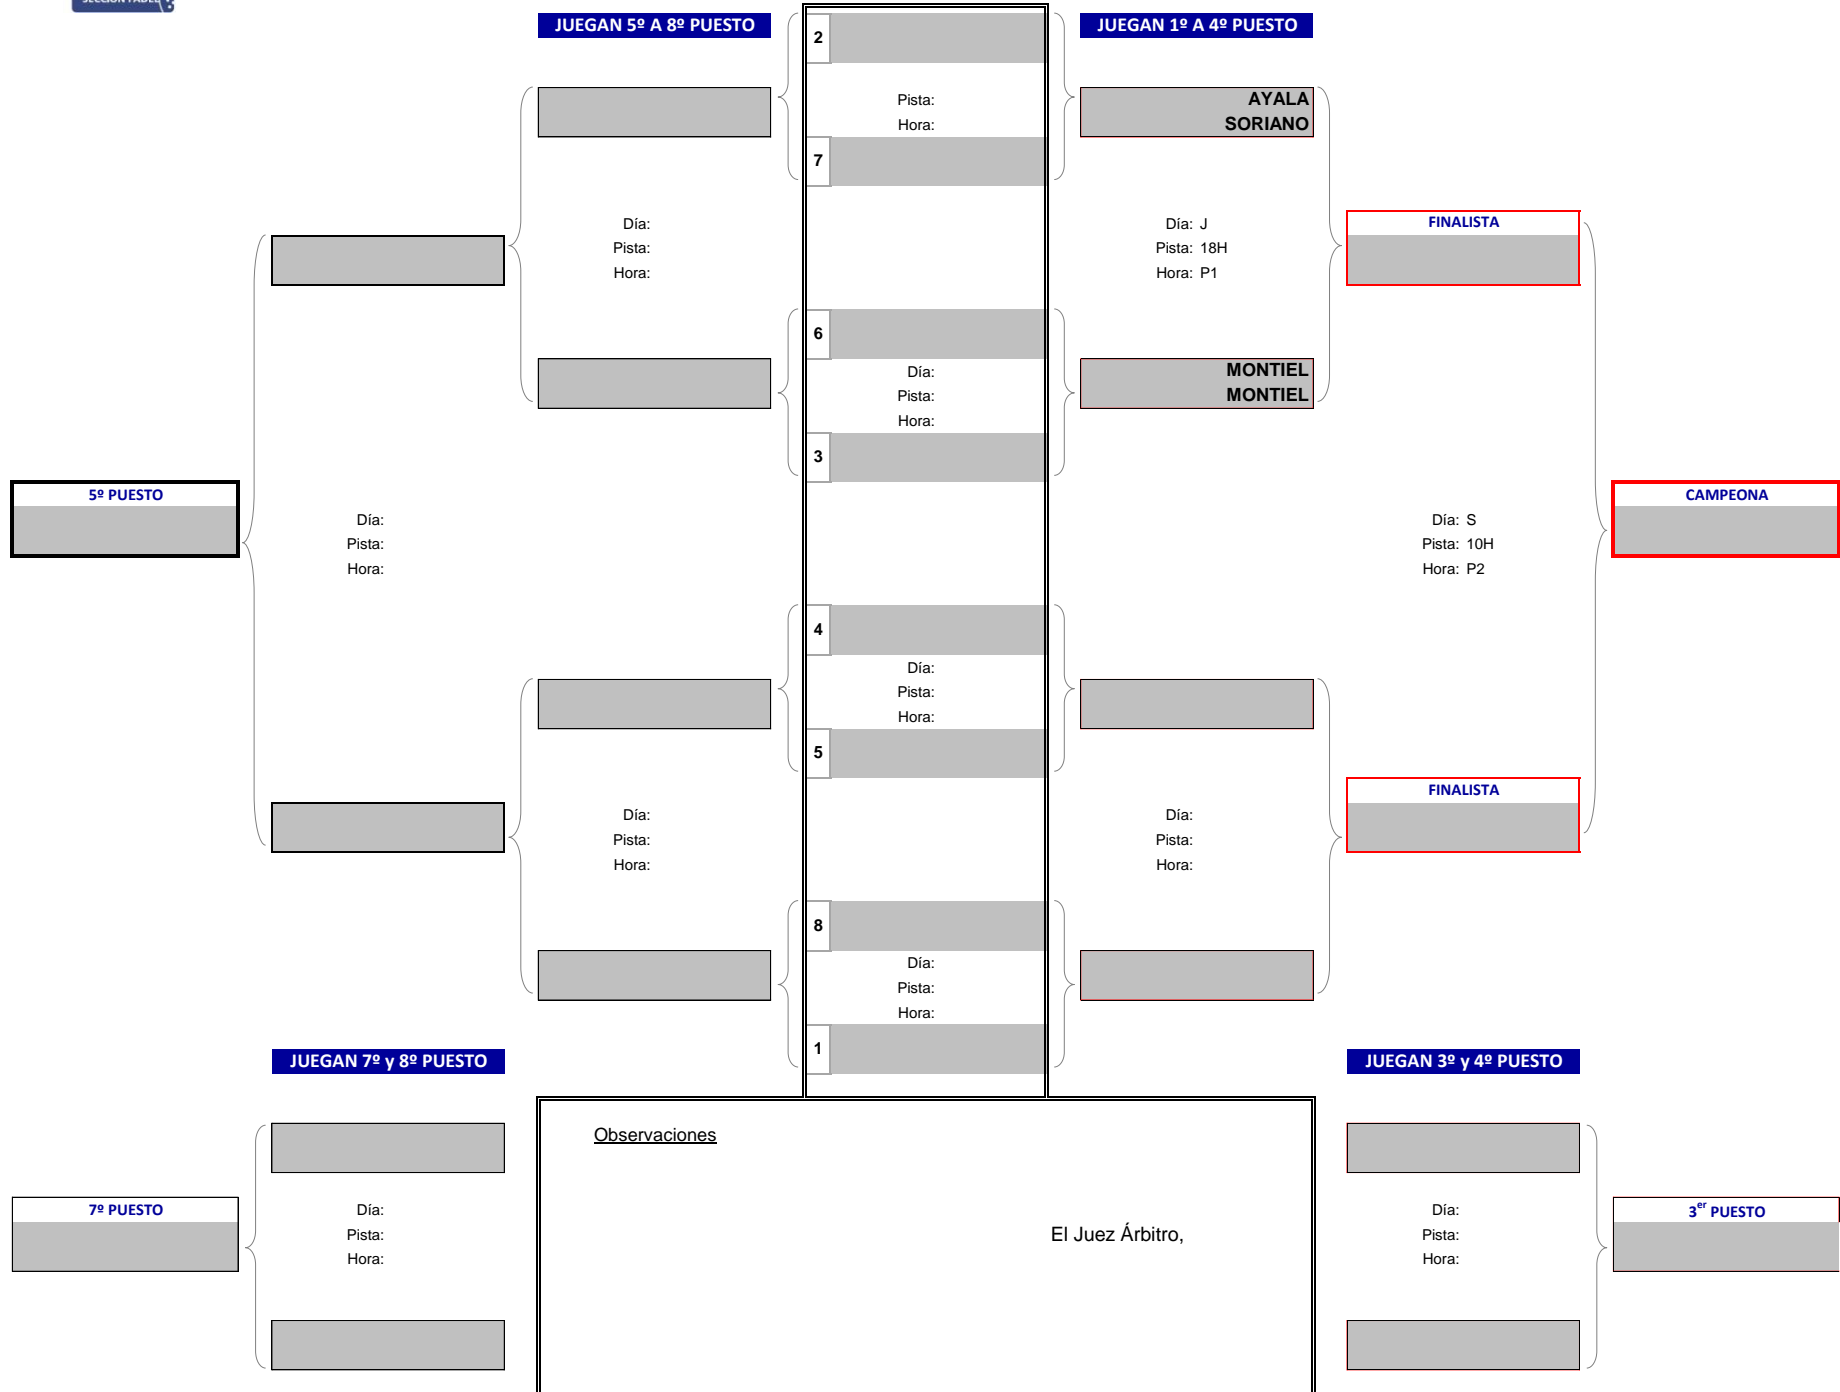 SECCIÓN PÁDEL
JUEGAN 5º A 8º PUESTO
JUEGAN 1º A 4º PUESTO
2
Pista:
Hora:
7
AYALA
SORIANO
Día:
Pista:
Hora:
Día: J
Pista: 18H
Hora: P1
FINALISTA
6
Día:
Pista:
Hora:
3
MONTIEL
MONTIEL
5º PUESTO
Día:
Pista:
Hora:
Día: S
Pista: 10H
Hora: P2
CAMPEONA
4
Día:
Pista:
Hora:
5
Día:
Pista:
Hora:
Día:
Pista:
Hora:
FINALISTA
8
Día:
Pista:
Hora:
1
JUEGAN 7º y 8º PUESTO
JUEGAN 3º y 4º PUESTO
Observaciones
7º PUESTO
Día:
Pista:
Hora:
El Juez Árbitro,
Día:
Pista:
Hora:
3er PUESTO